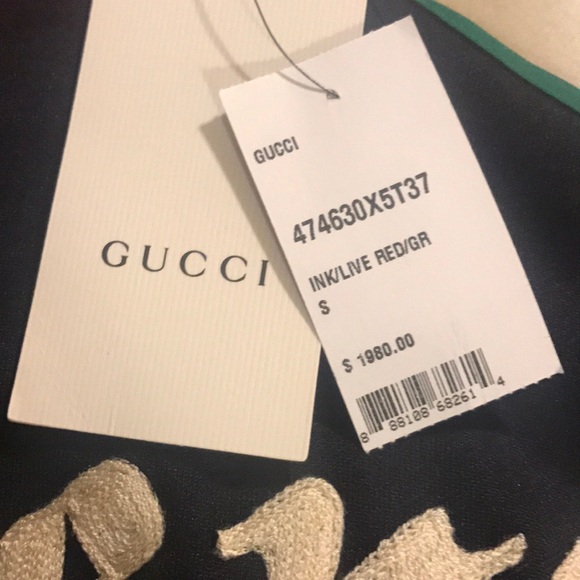 GUCCI
GUCCI
474630X5T37
INK/LIVE RED/GR
S
$ 1980.00
8 88108 68261 4